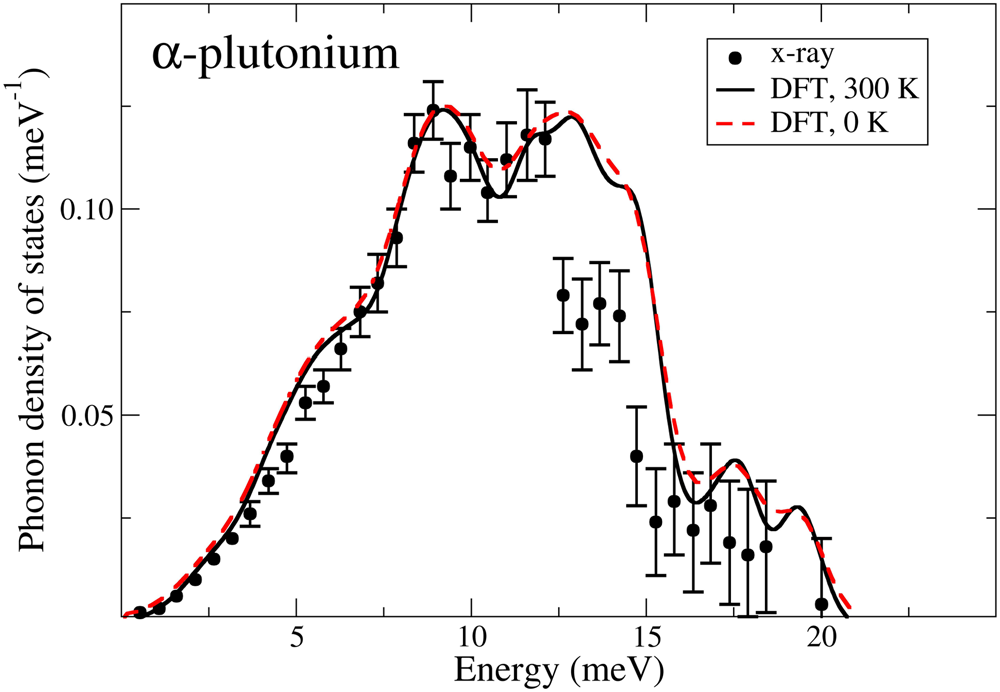 α-plutonium
x-ray
DFT, 300 K
DFT, 0 K
Phonon density of states (meV⁻¹)
0.10
0.05
5 10 15 20
Energy (meV)